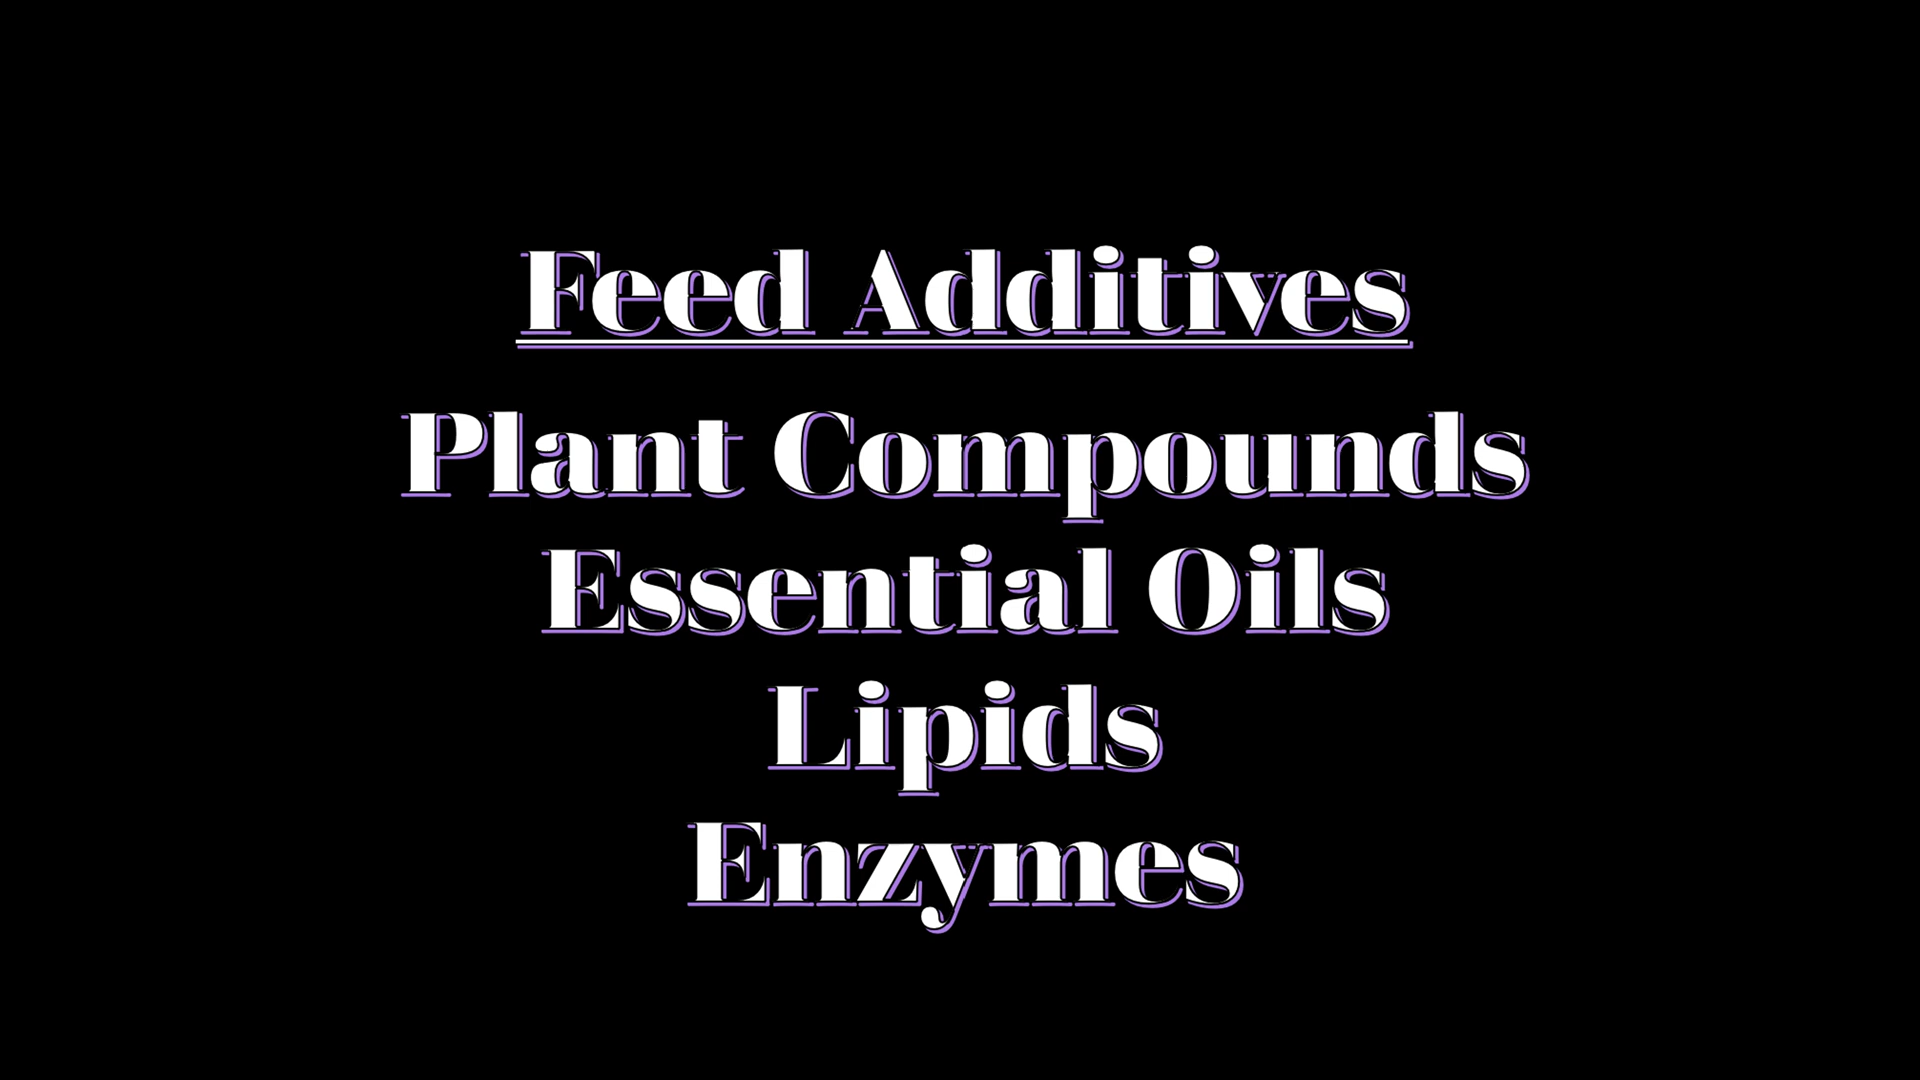 Feed Additives
Plant Compounds
Essential Oils
Lipids
Enzymes